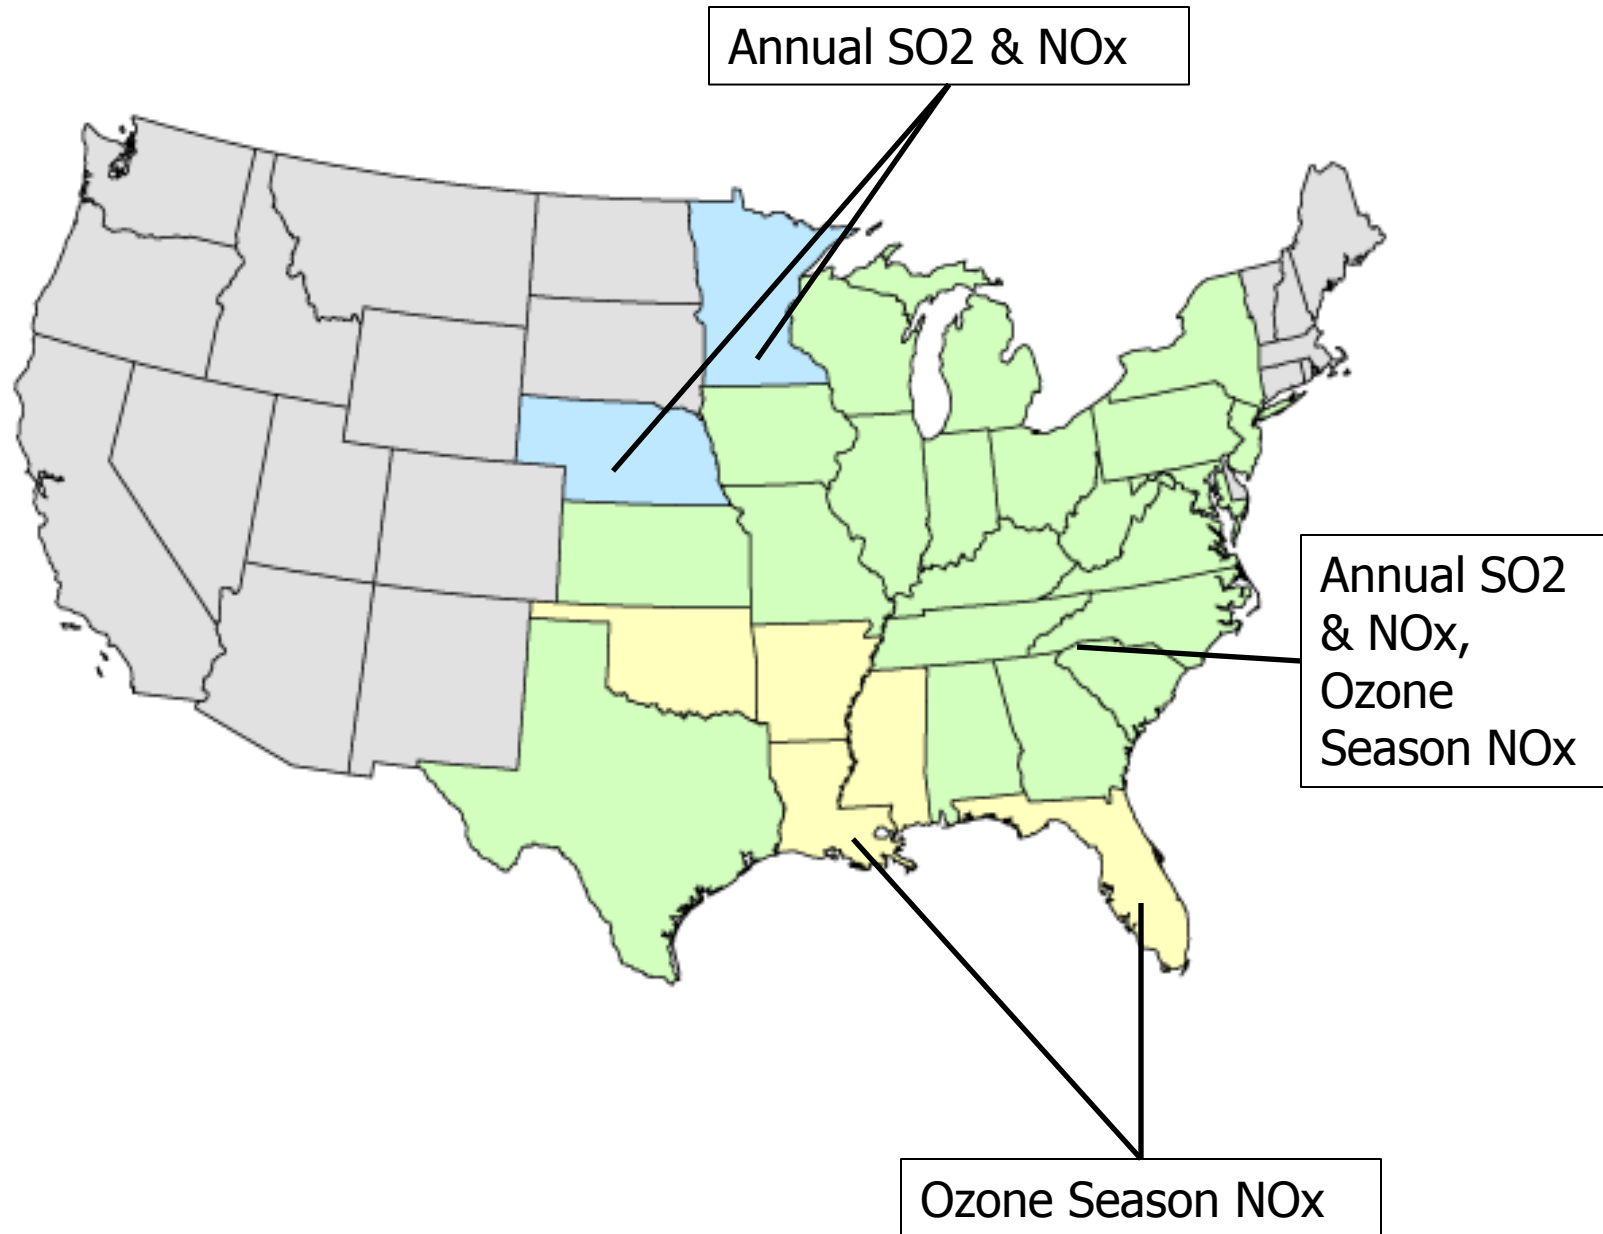 Annual SO2 & NOx
Annual SO2
& NOx,
Ozone
Season NOx
Ozone Season NOx